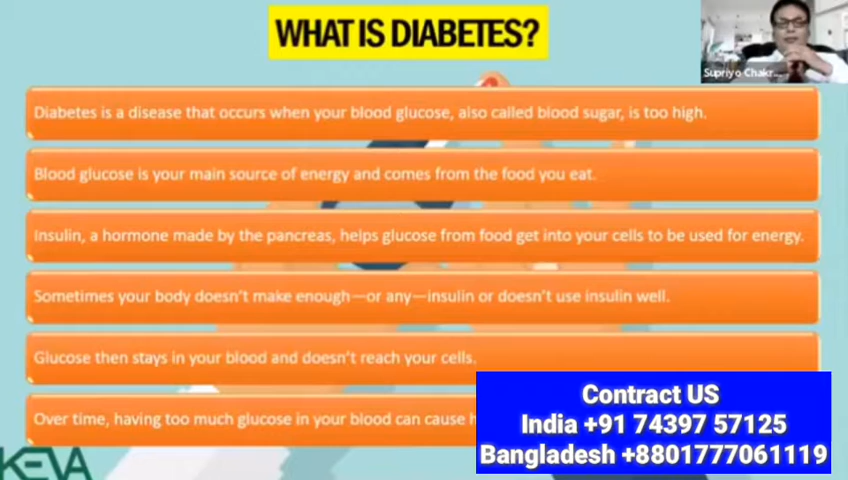 WHAT IS DIABETES?
Supriyo Chakr...
Diabetes is a disease that occurs when your blood glucose, also called blood sugar, is too high.
Blood glucose is your main source of energy and comes from the food you eat.
Insulin, a hormone made by the pancreas, helps glucose from food get into your cells to be used for energy.
Sometimes your body doesn't make enough—or any—insulin or doesn't use insulin well.
Glucose then stays in your blood and doesn't reach your cells.
Over time, having too much glucose in your blood can cause
Contract US
India +91 74397 57125
Bangladesh +8801777061119
KEVA